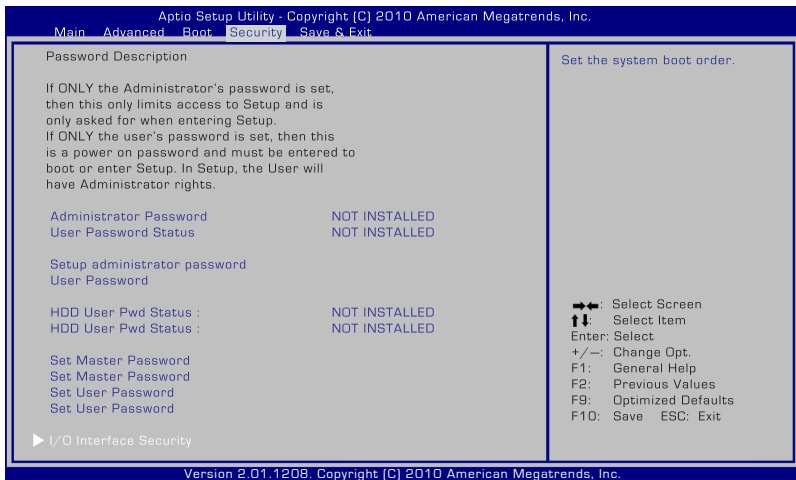 Aptio Setup Utility - Copyright (C) 2010 American Megatrends, Inc.
Main Advanced Boot Security Save & Exit
Password Description
If ONLY the Administrator's password is set,
then this only limits access to Setup and is
only asked for when entering Setup.
If ONLY the user's password is set, then this
is a power on password and must be entered to
boot or enter Setup. In Setup, the User will
have Administrator rights.
Administrator Password NOT INSTALLED
User Password Status NOT INSTALLED
Setup administrator password
User Password
HDD User Pwd Status : NOT INSTALLED
HDD User Pwd Status : NOT INSTALLED
Set Master Password
Set Master Password
Set User Password
Set User Password
I/O Interface Security
Set the system boot order.
→←: Select Screen
↑↓: Select Item
Enter: Select
+/—: Change Opt.
F1: General Help
F2: Previous Values
F9: Optimized Defaults
F10: Save ESC: Exit
Version 2.01.1208. Copyright (C) 2010 American Megatrends, Inc.